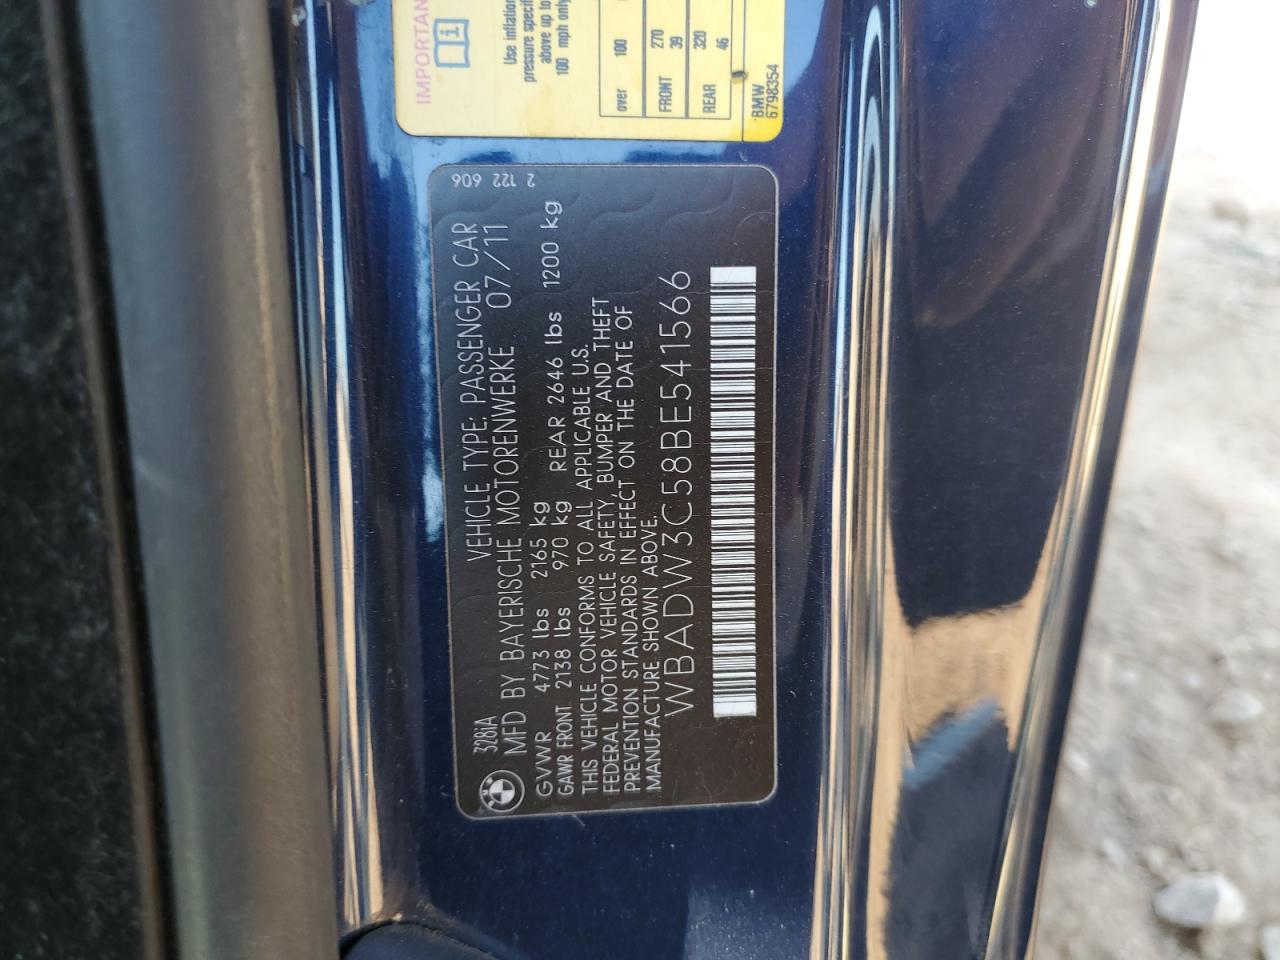 328iA VEHICLE TYPE: PASSENGER CAR
MFD BY BAYERISCHE MOTORENWERKE 07/11
GVWR 4773 lbs 2165 kg
GAWR FRONT 2138 lbs 970 kg REAR 2646 lbs 1200 kg
THIS VEHICLE CONFORMS TO ALL APPLICABLE U.S.
FEDERAL MOTOR VEHICLE SAFETY, BUMPER AND THEFT
PREVENTION STANDARDS IN EFFECT ON THE DATE OF
MANUFACTURE SHOWN ABOVE.
WBADW3C58BE541566
2 122 606
IMPORTAN
Use inflation
pressure specif
above up to
100 mph only
over 100
FRONT 270
39
REAR 320
46
BMW
6798354